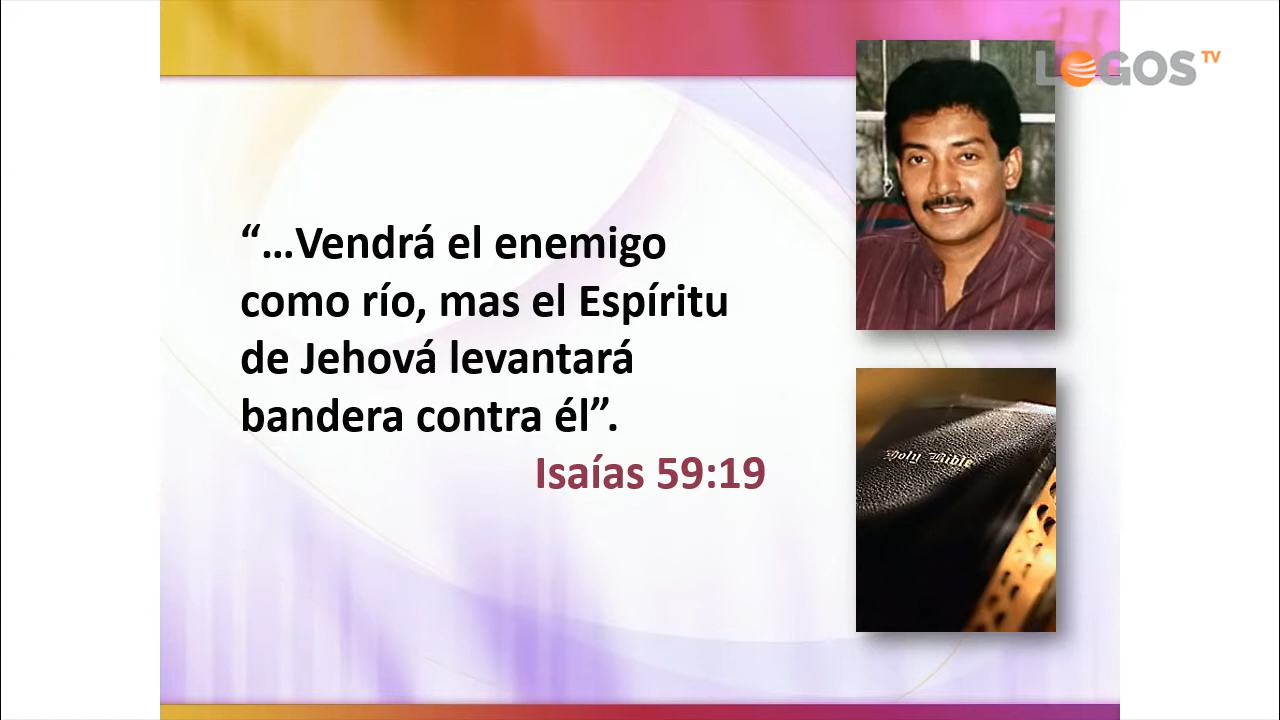 LOGOS TV
“...Vendrá el enemigo
como río, mas el Espíritu
de Jehová levantará
bandera contra él”.
Isaías 59:19
Holy Bible